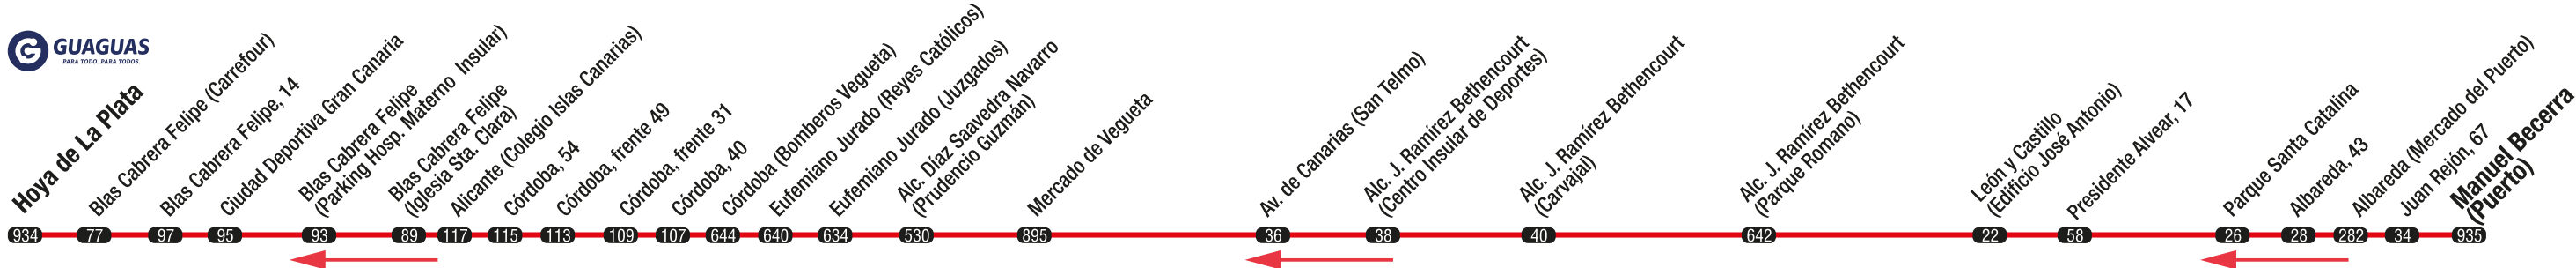 GUAGUAS
PARA TODO. PARA TODOS.
Hoya de La Plata
Blas Cabrera Felipe (Carrefour)
Blas Cabrera Felipe, 14
Ciudad Deportiva Gran Canaria
Blas Cabrera Felipe
(Parking Hosp. Materno Insular)
Blas Cabrera Felipe
(Iglesia Sta. Clara)
Alicante (Colegio Islas Canarias)
Córdoba, 54
Córdoba, frente 49
Córdoba, frente 31
Córdoba, 40
Córdoba (Bomberos Vegueta)
Eufemiano Jurado (Reyes Católicos)
Eufemiano Jurado (Juzgados)
Alc. Díaz Saavedra Navarro
(Prudencio Guzmán)
Mercado de Vegueta
Av. de Canarias (San Telmo)
Alc. J. Ramírez Bethencourt
(Centro Insular de Deportes)
Alc. J. Ramírez Bethencourt
(Carvajal)
Alc. J. Ramírez Bethencourt
(Parque Romano)
León y Castillo
(Edificio José Antonio)
Presidente Alvear, 17
Parque Santa Catalina
Albareda, 43
Albareda (Mercado del Puerto)
Juan Rejón, 67
Manuel Becerra
(Puerto)
934 77 97 95 93 89 117 115 113 109 107 644 640 634 530 895 36 38 40 642 22 58 26 28 282 34 935